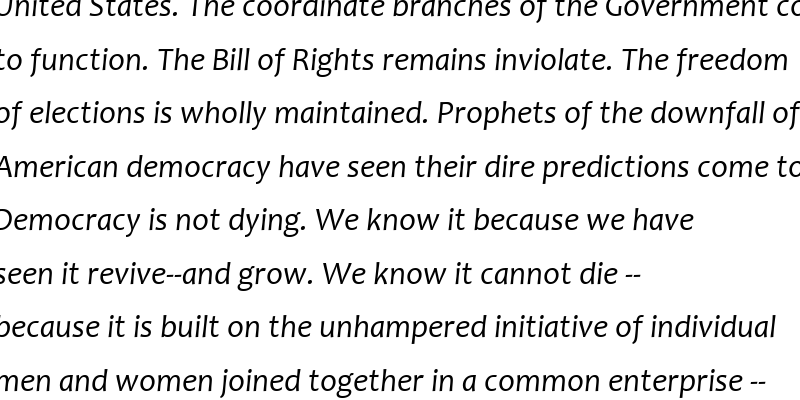 United States. The coordinate branches of the Government co
to function. The Bill of Rights remains inviolate. The freedom
of elections is wholly maintained. Prophets of the downfall of
American democracy have seen their dire predictions come to
Democracy is not dying. We know it because we have
seen it revive--and grow. We know it cannot die --
because it is built on the unhampered initiative of individual
men and women joined together in a common enterprise --